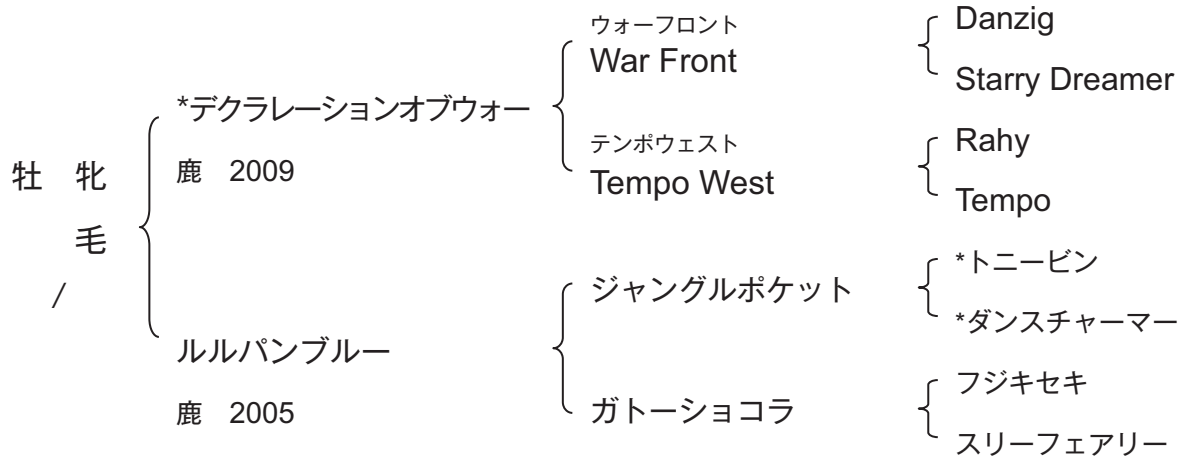 牡 牝
毛
/
*デクラレーションオブウォー
鹿 2009
ルルパンブルー
鹿 2005
ウォーフロント
War Front
テンポウェスト
Tempo West
ジャングルポケット
ガトーショコラ
Danzig
Starry Dreamer
Rahy
Tempo
*トニービン
*ダンスチャーマー
フジキセキ
スリーフェアリー